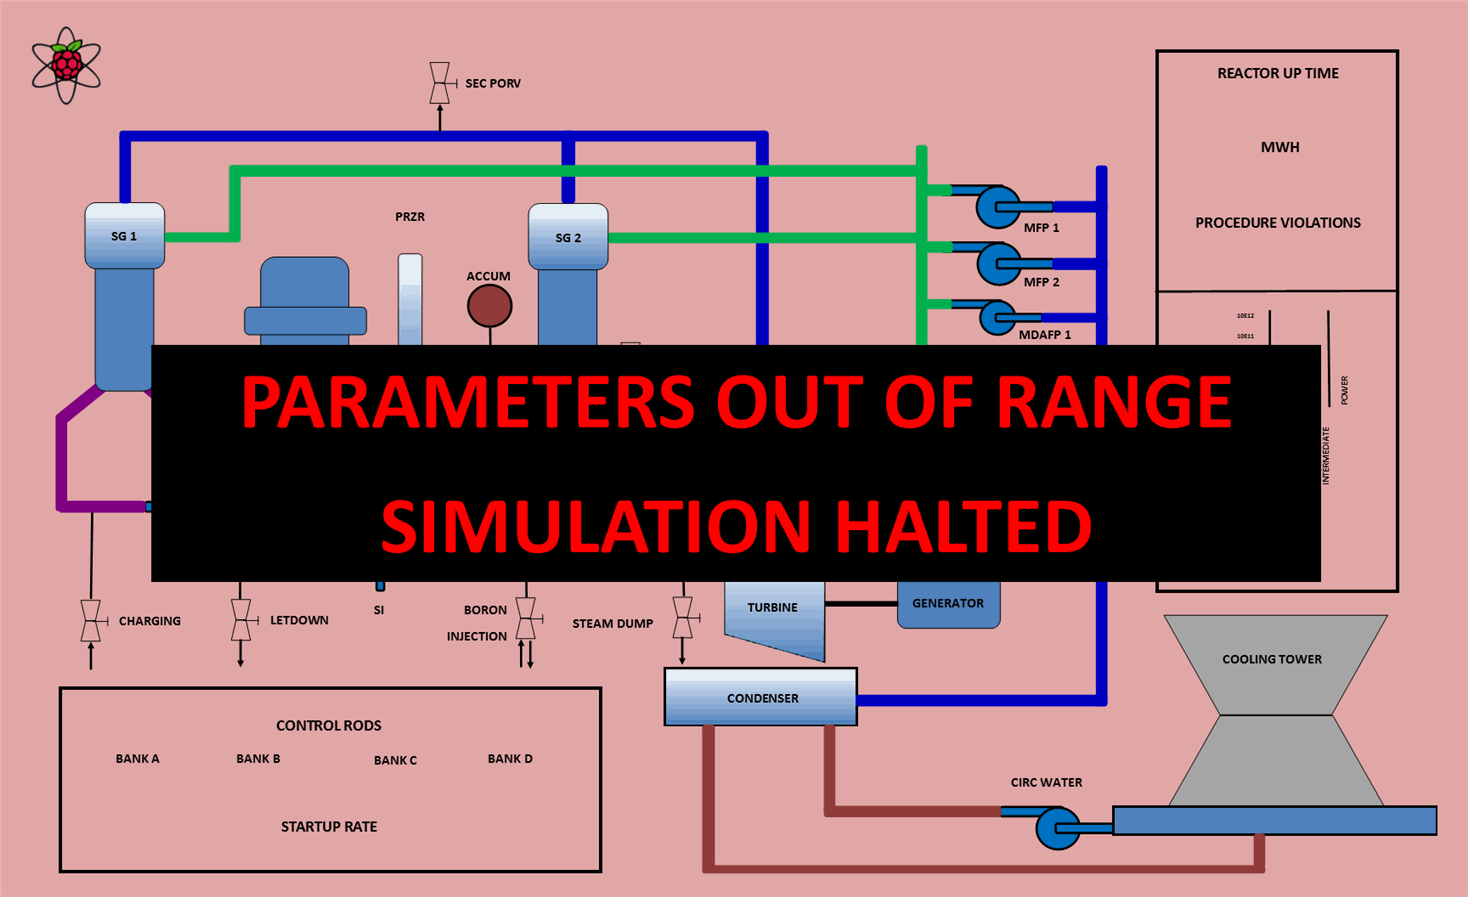 SEC PORV
REACTOR UP TIME
MWH
PROCEDURE VIOLATIONS
PRZR
SG 1
SG 2
ACCUM
MFP 1
MFP 2
MDAFP 1
10E12
10E11
POWER
INTERMEDIATE
PARAMETERS OUT OF RANGE
SIMULATION HALTED
CHARGING
LETDOWN
SI
BORON
INJECTION
STEAM DUMP
TURBINE
GENERATOR
COOLING TOWER
CONDENSER
CONTROL RODS
BANK A
BANK B
BANK C
BANK D
STARTUP RATE
CIRC WATER